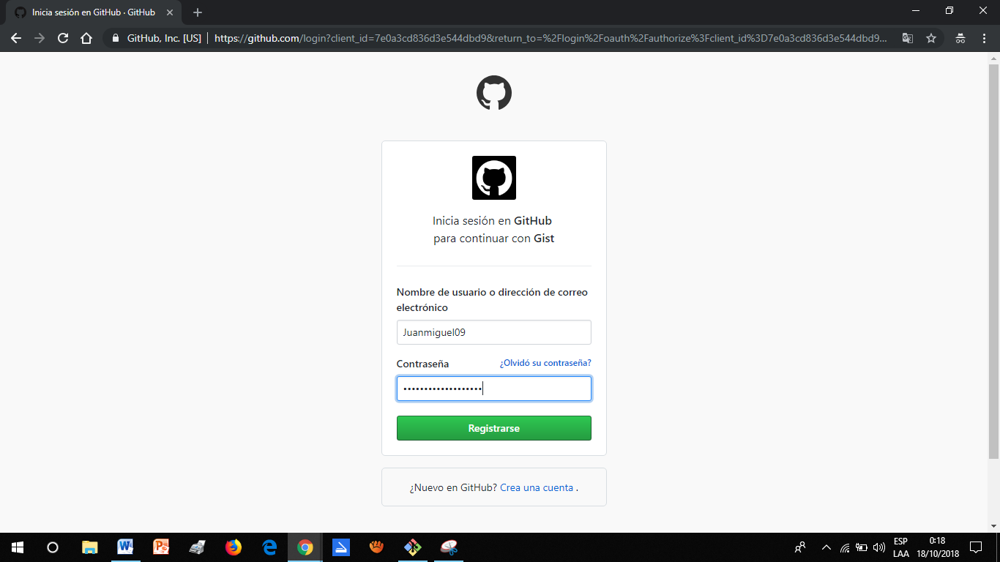 Inicia sesión en GitHub · GitHub
GitHub, Inc. [US]
https://github.com/login?client_id=7e0a3cd836d3e544dbd9&return_to=%2Flogin%2Foauth%2Fauthorize%3Fclient_id%3D7e0a3cd836d3e544dbd9...
Inicia sesión en GitHub
para continuar con Gist
Nombre de usuario o dirección de correo
electrónico
Juanmiguel09
Contraseña
¿Olvidó su contraseña?
•••••••••••••••••••
Registrarse
¿Nuevo en GitHub? Crea una cuenta .
ESP
LAA
0:18
18/10/2018